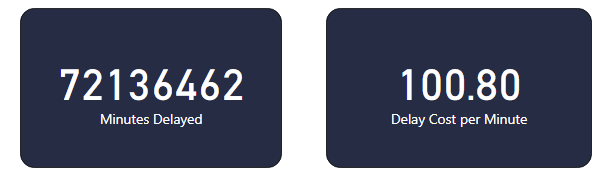 72136462
Minutes Delayed
100.80
Delay Cost per Minute